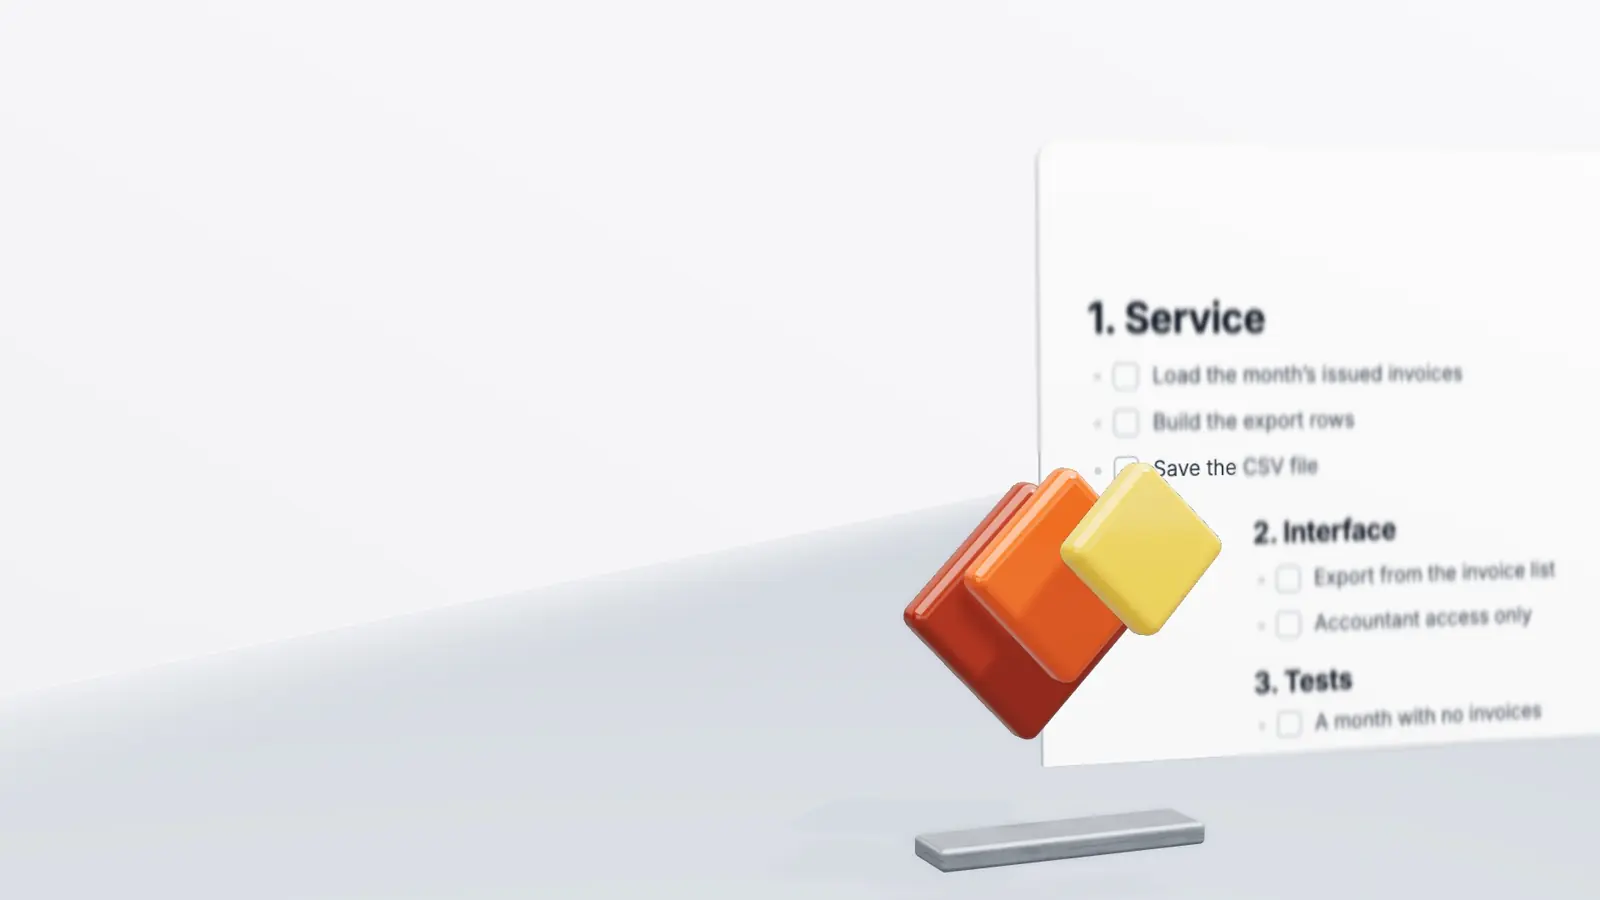 1. Service
Load the month's issued invoices
Build the export rows
Save the CSV file
2. Interface
Export from the invoice list
Accountant access only
3. Tests
A month with no invoices